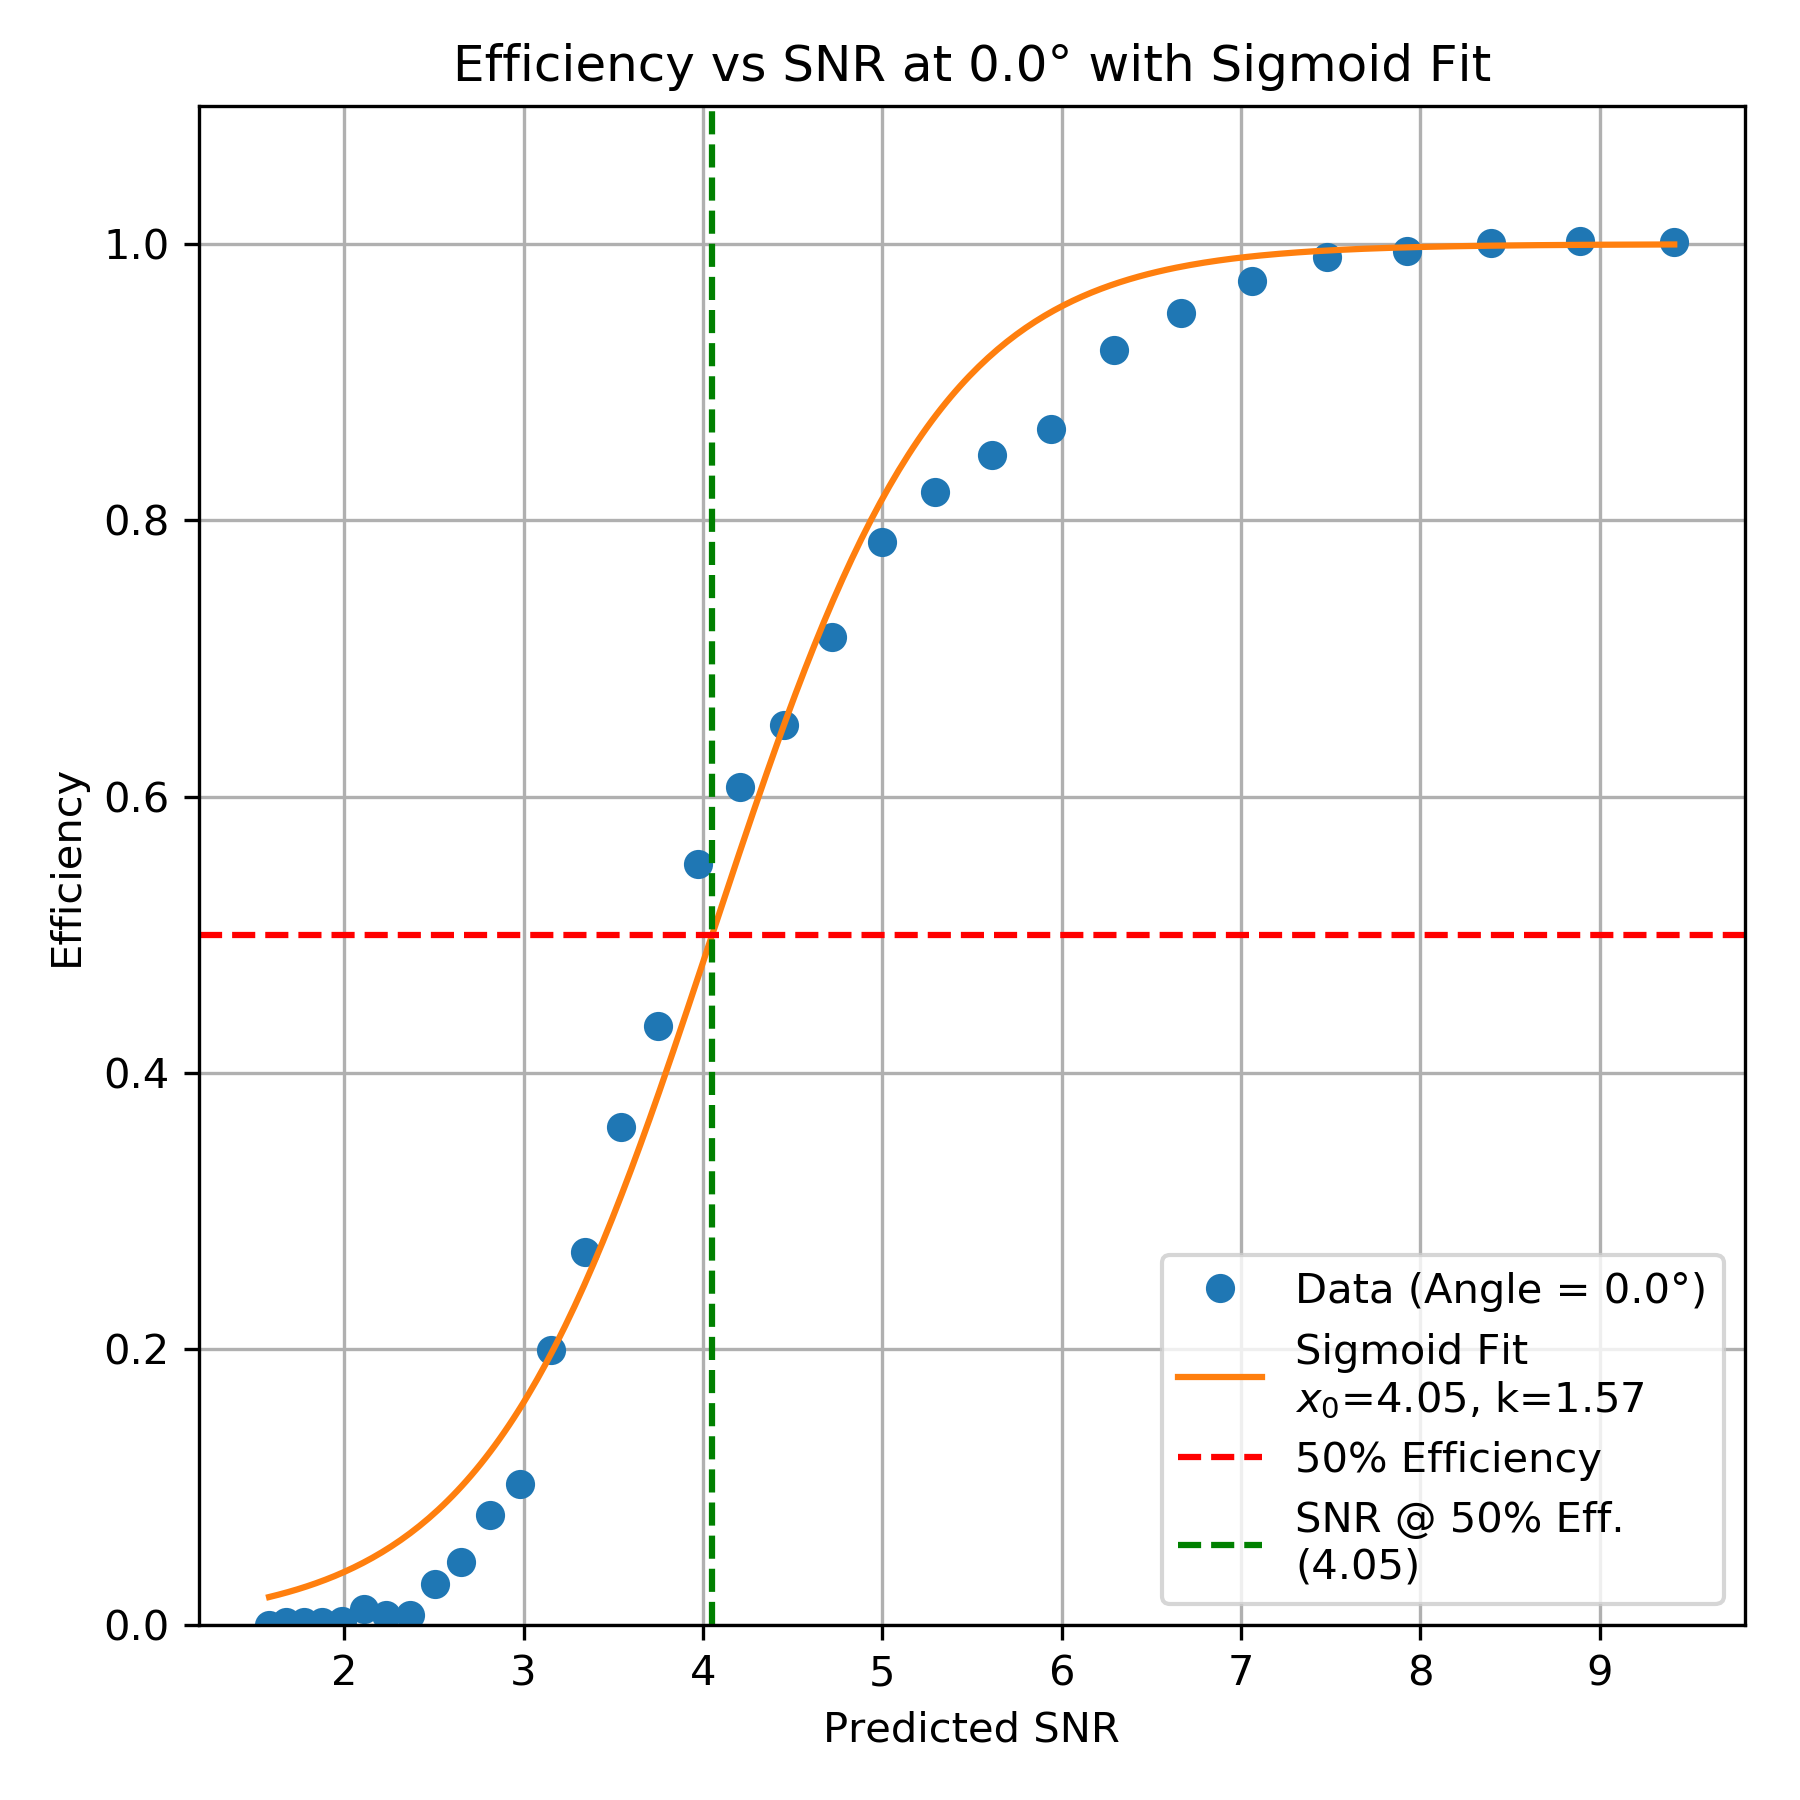 Efficiency vs SNR at 0.0° with Sigmoid Fit
Efficiency
1.0
0.8
0.6
0.4
0.2
0.0
2 3 4 5 6 7 8 9
Predicted SNR
Data (Angle = 0.0°)
Sigmoid Fit
x₀=4.05, k=1.57
50% Efficiency
SNR @ 50% Eff.
(4.05)